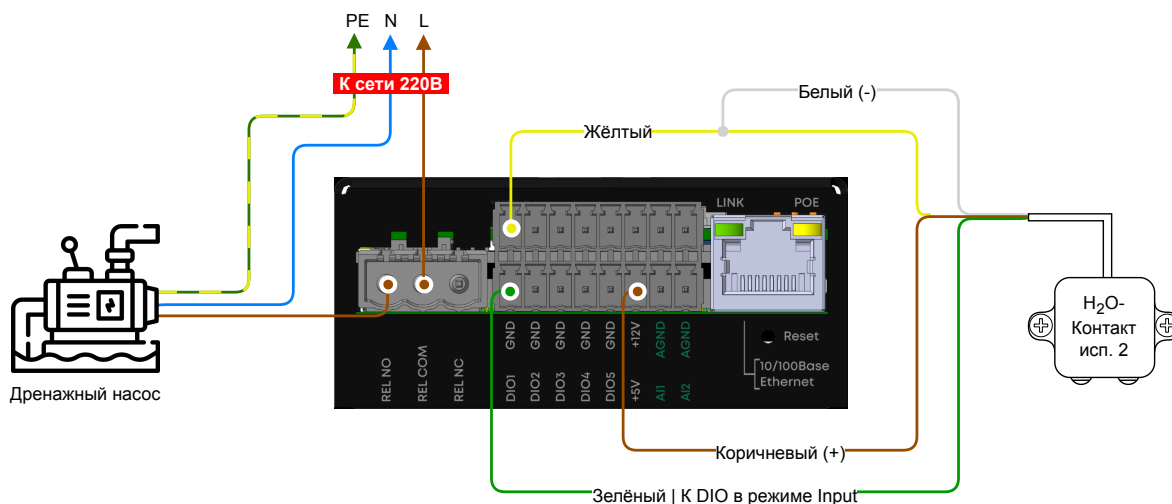 PE N L
К сети 220В
Белый (-)
Жёлтый
LINK POE
H₂O-
Контакт
исп. 2
Дренажный насос
REL NO
REL COM
REL NC
GND GND GND GND GND +12V AGND AGND
DIO1 DIO2 DIO3 DIO4 DIO5 +5V AI1 AI2
Reset
10/100Base
Ethernet
Коричневый (+)
Зелёный | К DIO в режиме Input